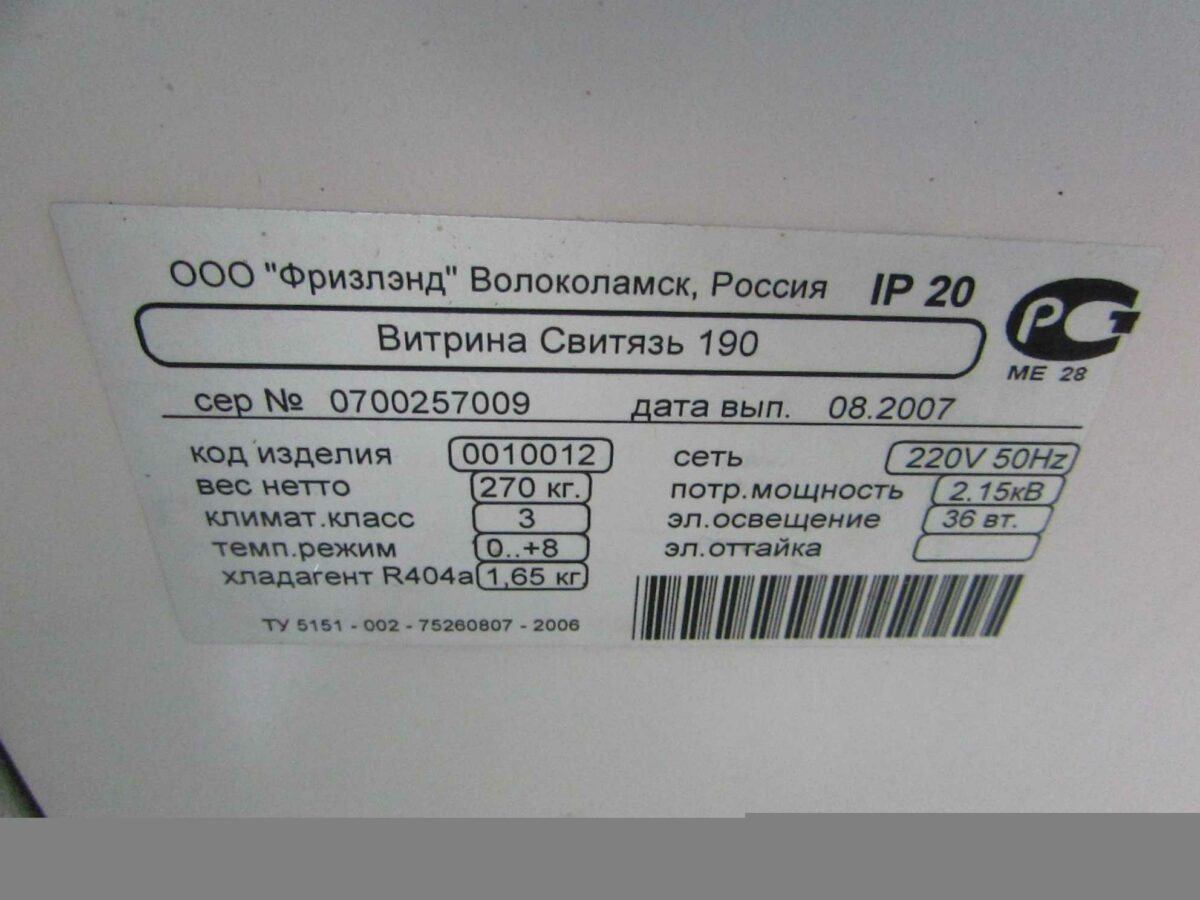 ООО "Фризлэнд" Волоколамск, Россия IP 20
РСТ
Витрина Свитязь 190
МЕ 28
сер № 0700257009 дата вып. 08.2007
код изделия 0010012 сеть 220V 50Hz
вес нетто 270 кг. потр.мощность 2.15кВ
климат.класс 3 эл.освещение 36 вт.
темп.режим 0..+8 эл.оттайка
хладагент R404a 1,65 кг
ТУ 5151 - 002 - 75260807 - 2006